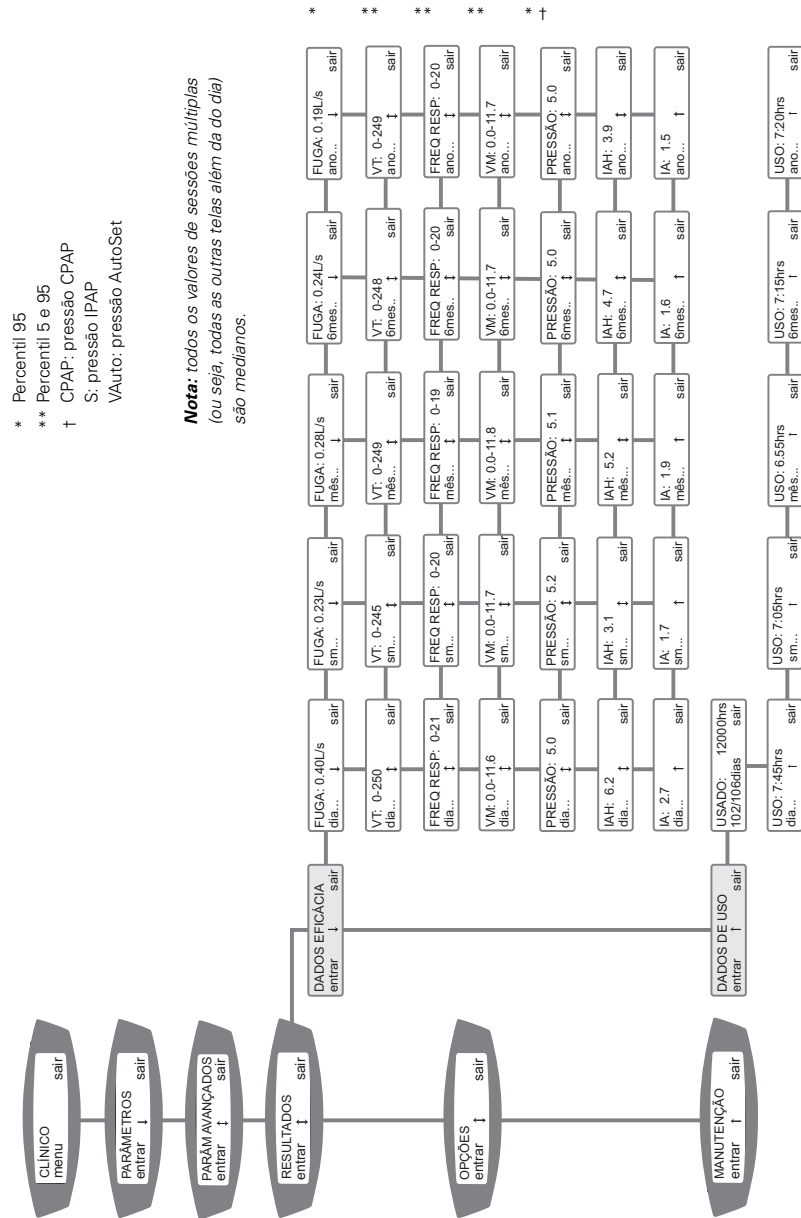 * Percentil 95
** Percentil 5 e 95
† CPAP: pressão CPAP
S: pressão IPAP
VAuto: pressão AutoSet
Nota: todos os valores de sessões múltiplas
(ou seja, todas as outras telas além da do dia)
são medianos.
CLÍNICO
menu sair
PARÂMETROS
entrar ↓ sair
PARÂM AVANÇADOS
entrar ↕ sair
RESULTADOS
entrar ↕ sair
OPÇÕES
entrar ↕ sair
MANUTENÇÃO
entrar ↑ sair
DADOS EFICÁCIA
entrar ↓ sair
DADOS DE USO
entrar ↑ sair
FUGA: 0.40L/s
dia... ↓ sair
FUGA: 0.23L/s
sm... ↓ sair
FUGA: 0.28L/s
mês... ↓ sair
FUGA: 0.24L/s
6mes.. ↓ sair
FUGA: 0.19L/s
ano... ↓ sair
*
VT: 0-250
dia... ↕ sair
VT: 0-245
sm... ↕ sair
VT: 0-249
mês... ↕ sair
VT: 0-248
6mes.. ↕ sair
VT: 0-249
ano... ↕ sair
**
FREQ RESP: 0-21
dia... ↕ sair
FREQ RESP: 0-20
sm... ↕ sair
FREQ RESP: 0-19
mês... ↕ sair
FREQ RESP: 0-20
6mes.. ↕ sair
FREQ RESP: 0-20
ano... ↕ sair
**
VM: 0.0-11.6
dia... ↕ sair
VM: 0.0-11.7
sm... ↕ sair
VM: 0.0-11.8
mês... ↕ sair
VM: 0.0-11.7
6mes.. ↕ sair
VM: 0.0-11.7
ano... ↕ sair
**
PRESSÃO: 5.0
dia... ↕ sair
PRESSÃO: 5.2
sm... ↕ sair
PRESSÃO: 5.1
mês... ↕ sair
PRESSÃO: 5.0
6mes.. ↕ sair
PRESSÃO: 5.0
ano... ↕ sair
* †
IAH: 6.2
dia... ↕ sair
IAH: 3.1
sm... ↕ sair
IAH: 5.2
mês... ↕ sair
IAH: 4.7
6mes.. ↕ sair
IAH: 3.9
ano... ↕ sair
IA: 2.7
dia... ↑ sair
IA: 1.7
sm... ↑ sair
IA: 1.9
mês... ↑ sair
IA: 1.6
6mes.. ↑ sair
IA: 1.5
ano... ↑ sair
USADO: 12000hrs
102/106dias sair
USO: 7:45hrs
dia... ↑ sair
USO: 7:05hrs
sm... ↑ sair
USO: 6.55hrs
mês... ↑ sair
USO: 7:15hrs
6mes.. ↑ sair
USO: 7:20hrs
ano... ↑ sair